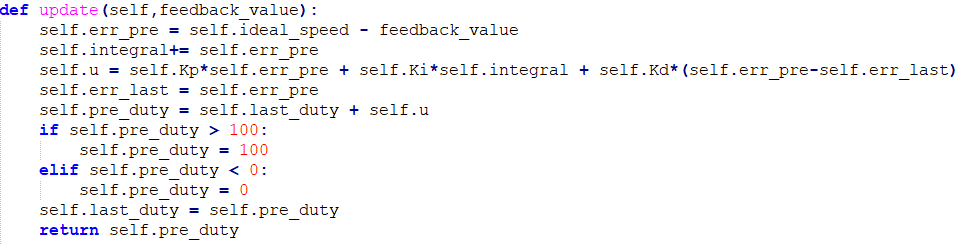 def update(self,feedback_value):
    self.err_pre = self.ideal_speed - feedback_value
    self.integral+= self.err_pre
    self.u = self.Kp*self.err_pre + self.Ki*self.integral + self.Kd*(self.err_pre-self.err_last)
    self.err_last = self.err_pre
    self.pre_duty = self.last_duty + self.u
    if self.pre_duty > 100:
        self.pre_duty = 100
    elif self.pre_duty < 0:
        self.pre_duty = 0
    self.last_duty = self.pre_duty
    return self.pre_duty